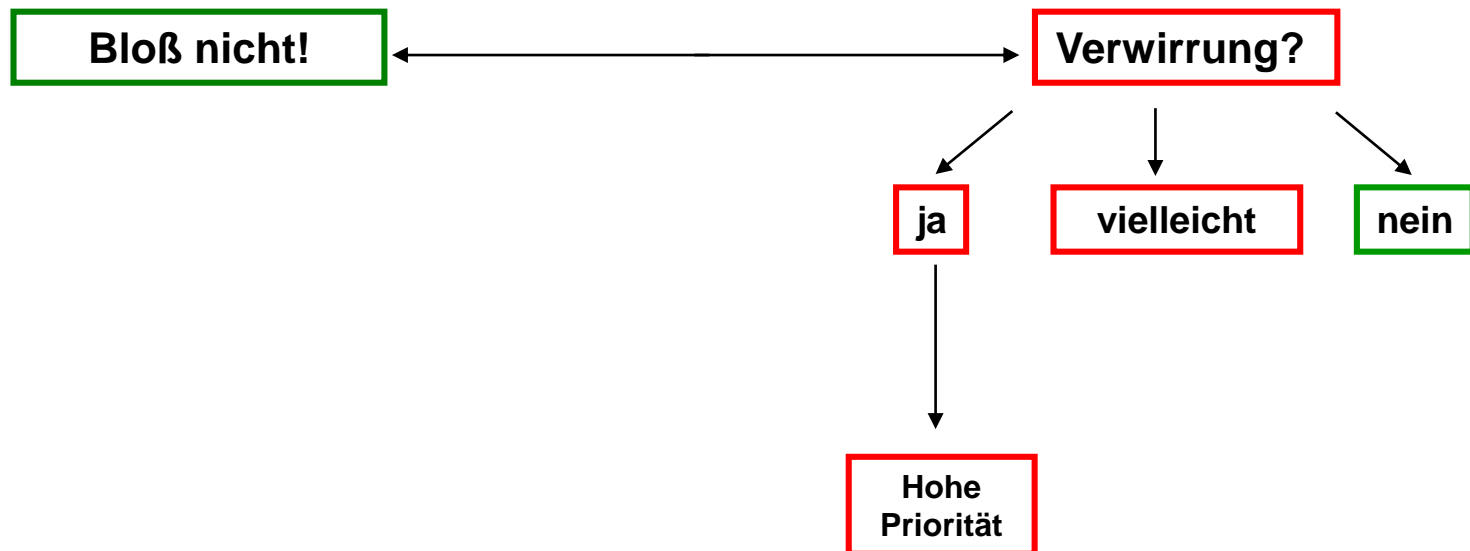 Bloß nicht!
Verwirrung?
ja
vielleicht
nein
Hohe
Priorität